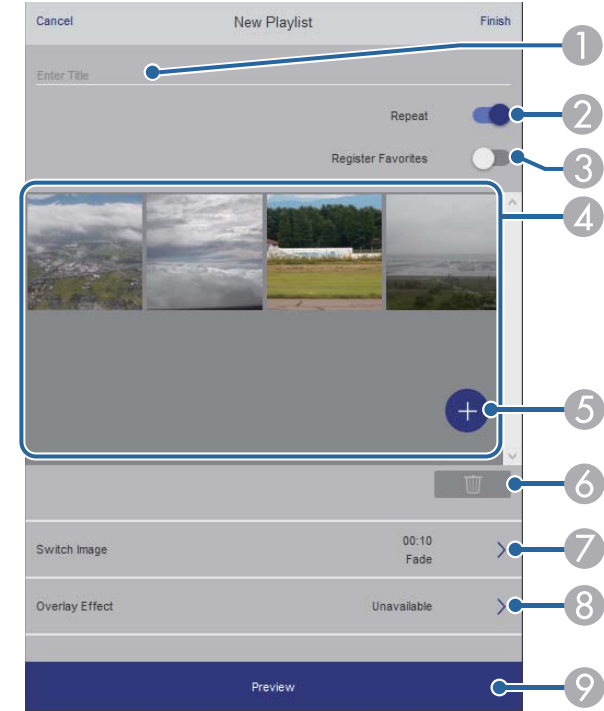 Cancel New Playlist Finish
1
Enter Title
Repeat 2
Register Favorites 3
4
5
6
Switch Image 00:10 7
Fade
Overlay Effect Unavailable 8
Preview 9